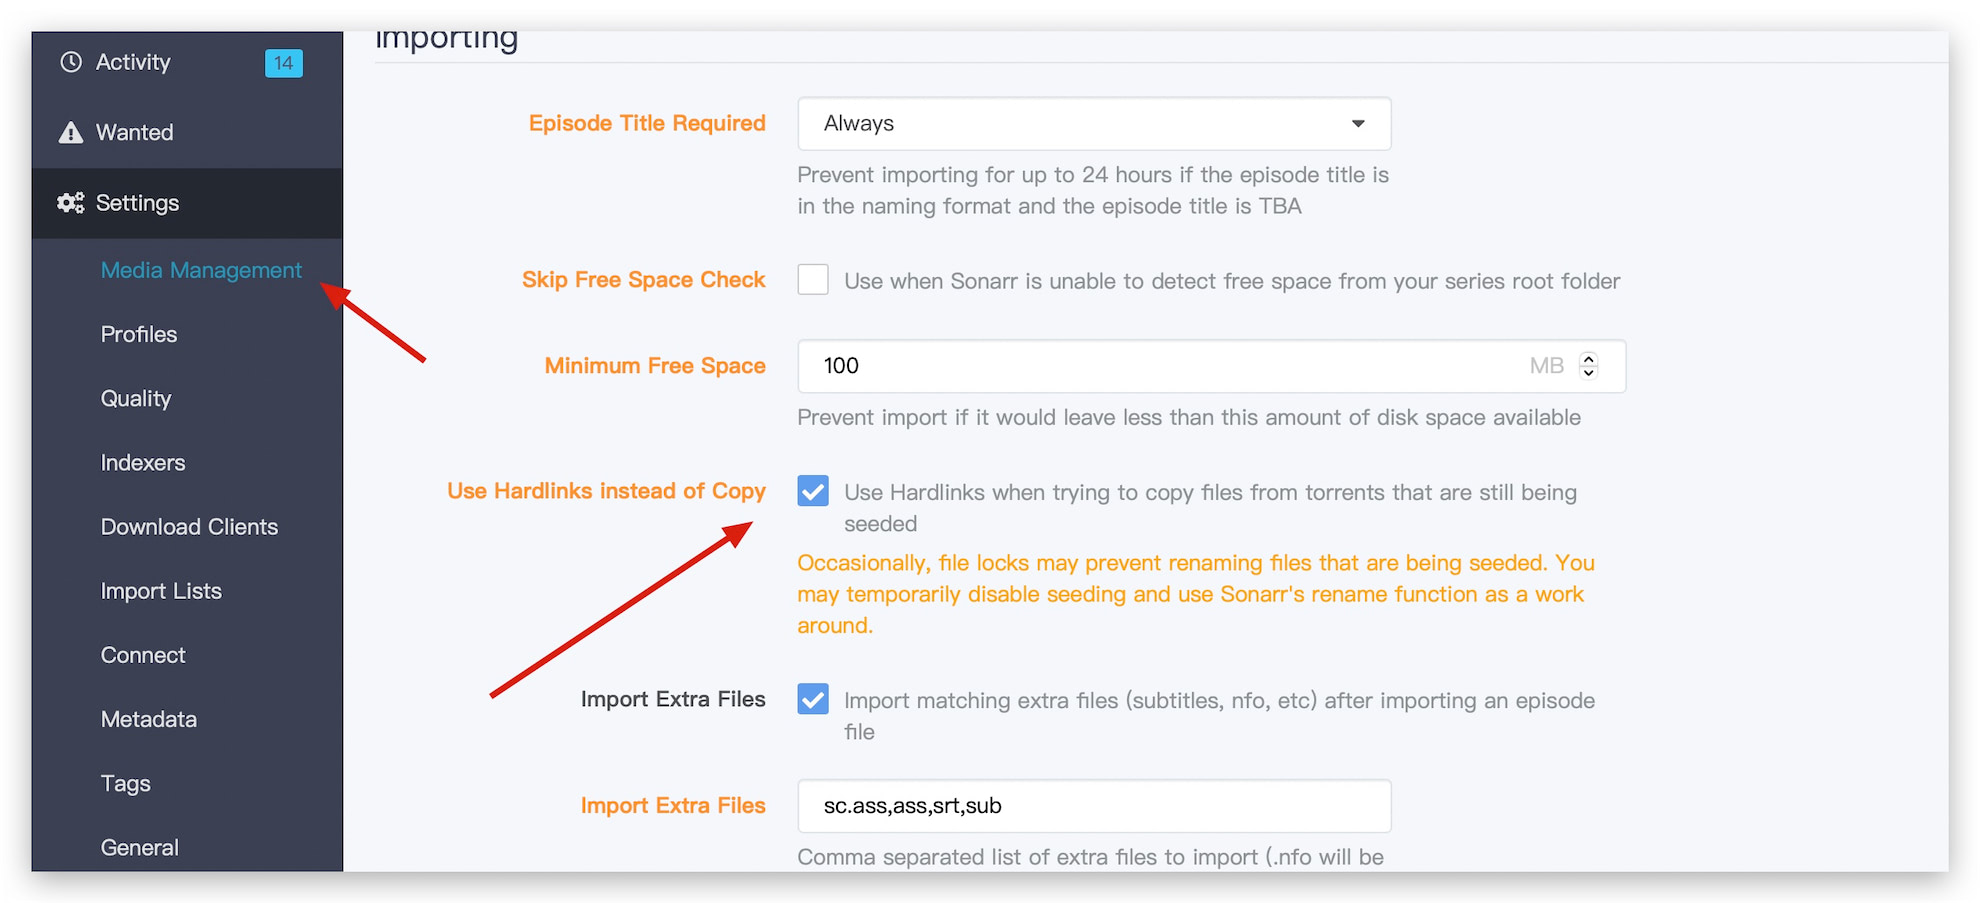 Activity
14
Wanted
Settings
Media Management
Profiles
Quality
Indexers
Download Clients
Import Lists
Connect
Metadata
Tags
General
Importing
Episode Title Required
Always
Prevent importing for up to 24 hours if the episode title is
in the naming format and the episode title is TBA
Skip Free Space Check
Use when Sonarr is unable to detect free space from your series root folder
Minimum Free Space
100
MB
Prevent import if it would leave less than this amount of disk space available
Use Hardlinks instead of Copy
Use Hardlinks when trying to copy files from torrents that are still being
seeded
Occasionally, file locks may prevent renaming files that are being seeded. You
may temporarily disable seeding and use Sonarr's rename function as a work
around.
Import Extra Files
Import matching extra files (subtitles, nfo, etc) after importing an episode
file
Import Extra Files
sc.ass,ass,srt,sub
Comma separated list of extra files to import (.nfo will be